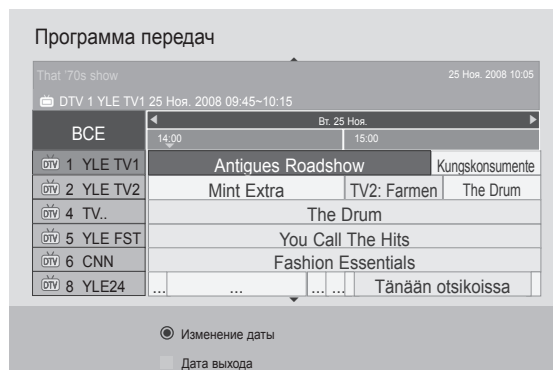 Программа передач
That '70s show 25 Ноя. 2008 10:05
DTV 1 YLE TV1 25 Ноя. 2008 09:45~10:15
ВСЕ
Вт. 25 Ноя.
14:00 15:00
DTV 1 YLE TV1 Antigues Roadshow Kungskonsumente
DTV 2 YLE TV2 Mint Extra TV2: Farmen The Drum
DTV 4 TV.. The Drum
DTV 5 YLE FST You Call The Hits
DTV 6 CNN Fashion Essentials
DTV 8 YLE24 ... ... ... ... Tänään otsikoissa
Изменение даты
Дата выхода